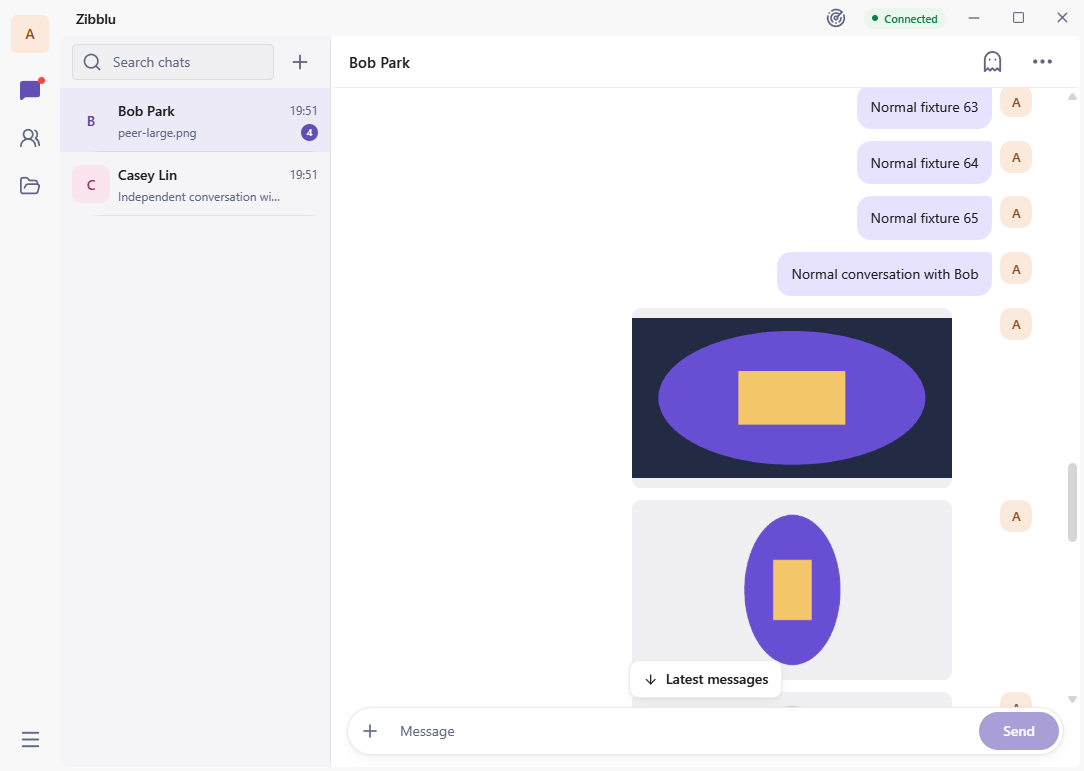 A
Zibblu
Connected
Search chats
Bob Park
B
Bob Park
19:51
peer-large.png
4
C
Casey Lin
19:51
Independent conversation wi...
Normal fixture 63
A
Normal fixture 64
A
Normal fixture 65
A
Normal conversation with Bob
A
A
A
Latest messages
A
Message
Send